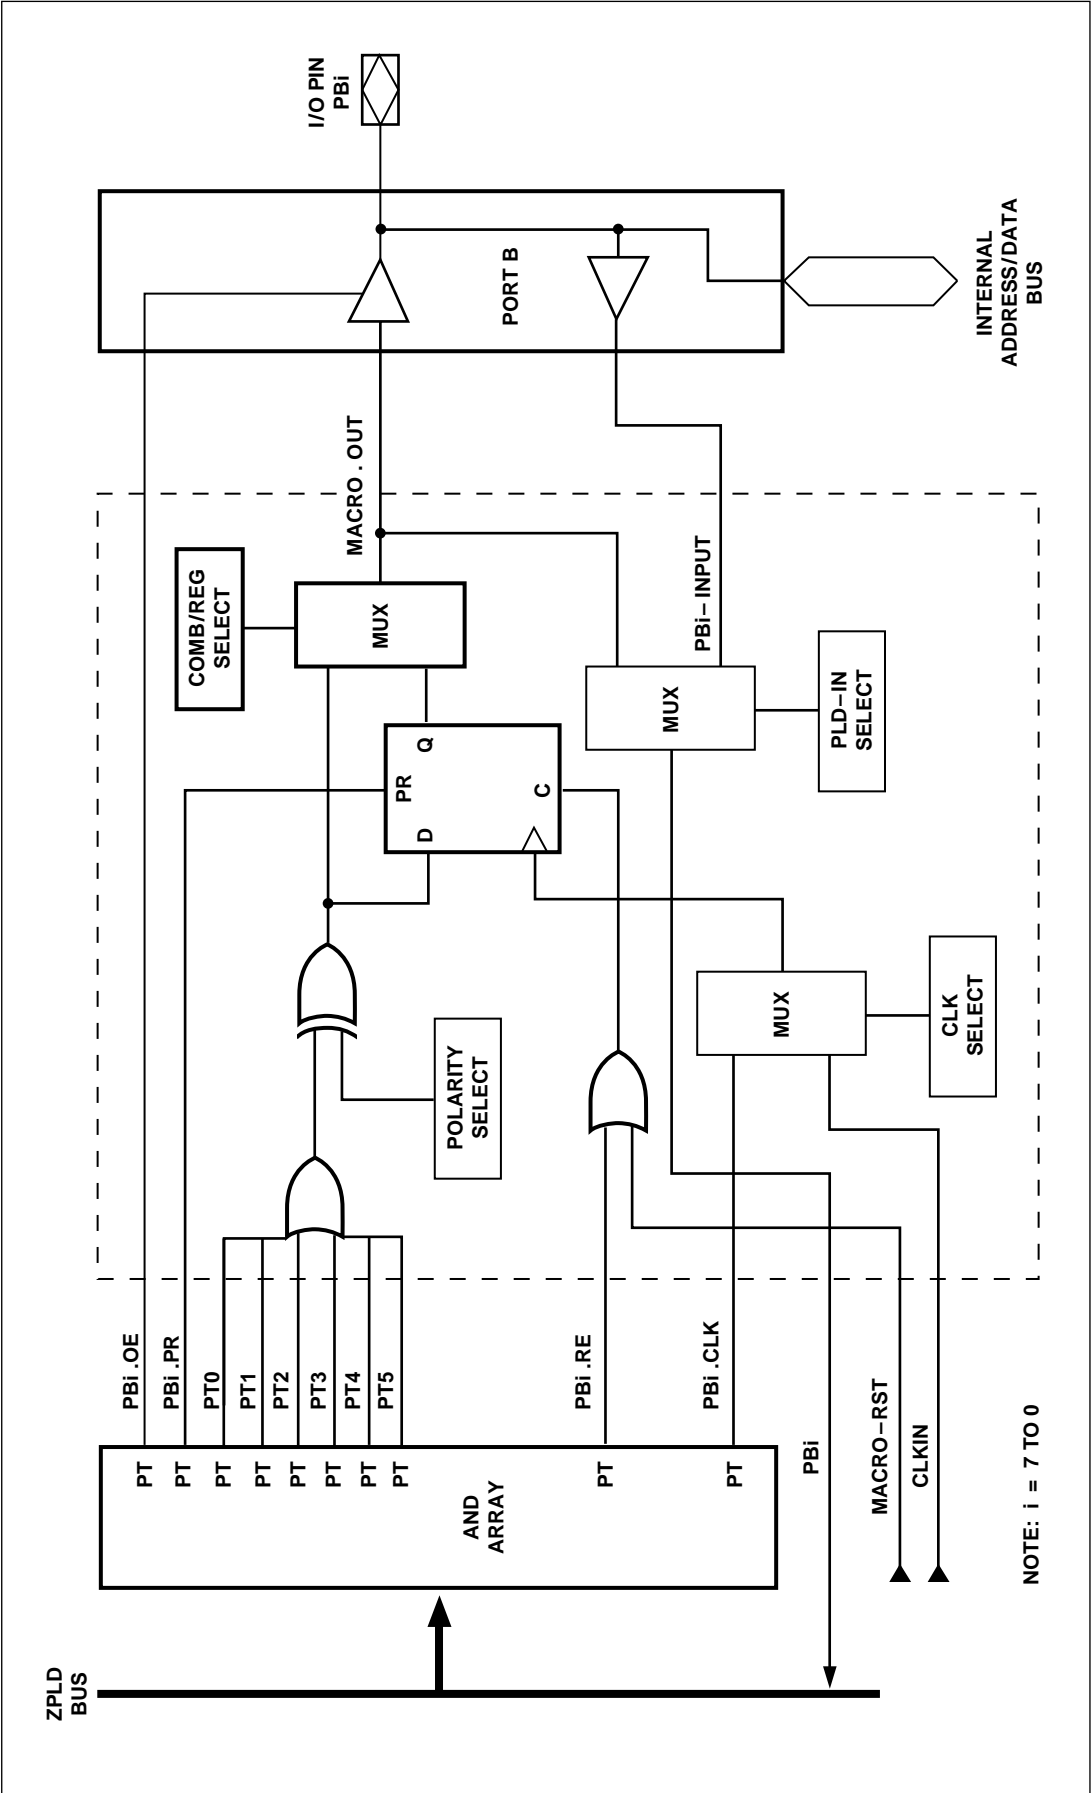 ZPLD
BUS
AND
ARRAY
PT
PT
PT
PT
PT
PT
PT
PT
PT
PT
PBi .OE
PBi .PR
PT0
PT1
PT2
PT3
PT4
PT5
PBi .RE
PBi .CLK
PBi
MACRO–RST
CLKIN
POLARITY
SELECT
MUX
CLK
SELECT
D
PR
Q
C
COMB/REG
SELECT
MUX
MUX
PLD–IN
SELECT
MACRO . OUT
PBi – INPUT
PORT B
I/O PIN
PBi
INTERNAL
ADDRESS/DATA
BUS
NOTE: i = 7 TO 0